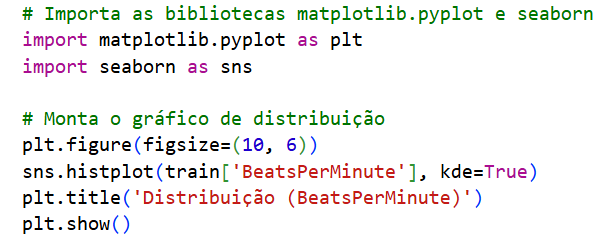 # Importa as bibliotecas matplotlib.pyplot e seaborn
import matplotlib.pyplot as plt
import seaborn as sns
# Monta o gráfico de distribuição
plt.figure(figsize=(10, 6))
sns.histplot(train['BeatsPerMinute'], kde=True)
plt.title('Distribuição (BeatsPerMinute)')
plt.show()